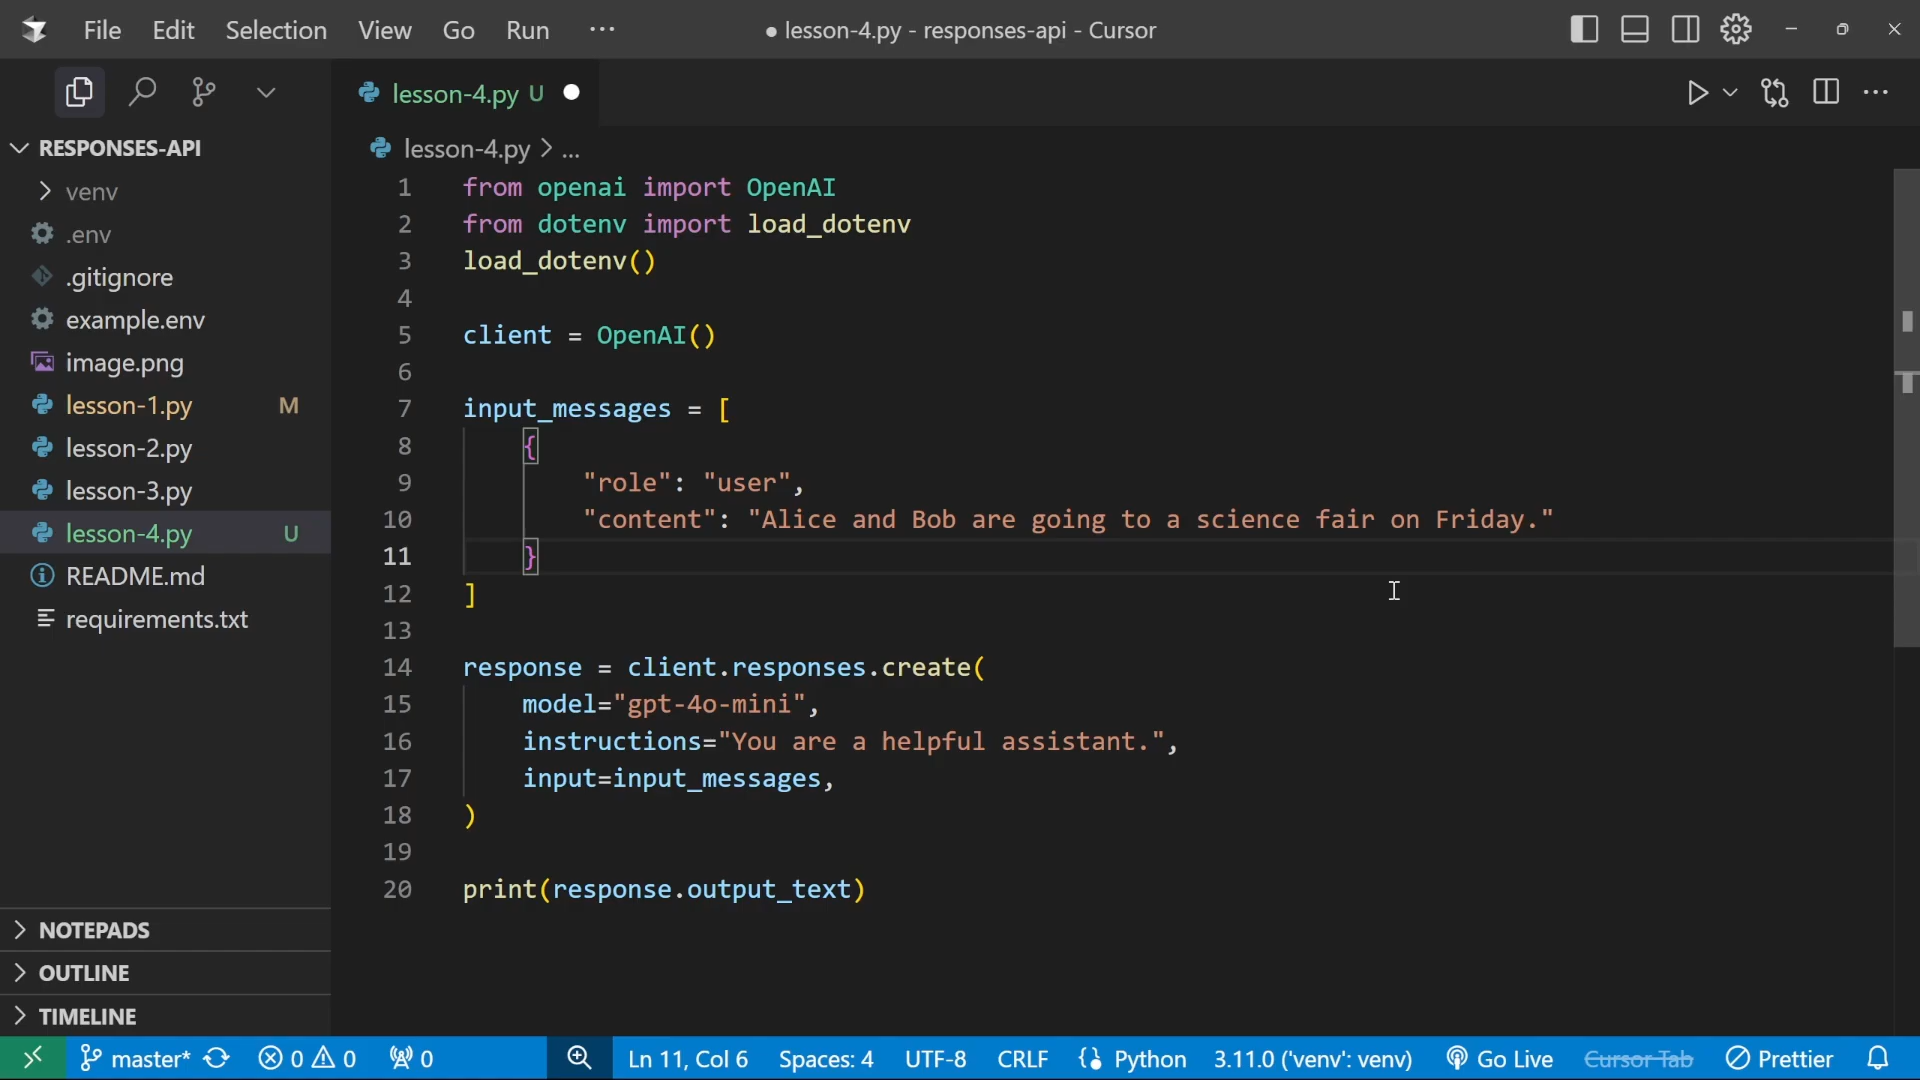 File Edit Selection View Go Run ···
● lesson-4.py - responses-api - Cursor
lesson-4.py U
RESPONSES-API
venv
.env
.gitignore
example.env
image.png
lesson-1.py M
lesson-2.py
lesson-3.py
lesson-4.py U
README.md
requirements.txt
NOTEPADS
OUTLINE
TIMELINE
lesson-4.py > ...
1 from openai import OpenAI
2 from dotenv import load_dotenv
3 load_dotenv()
4
5 client = OpenAI()
6
7 input_messages = [
8 {
9 "role": "user",
10 "content": "Alice and Bob are going to a science fair on Friday."
11 }
12 ]
13
14 response = client.responses.create(
15 model="gpt-4o-mini",
16 instructions="You are a helpful assistant.",
17 input=input_messages,
18 )
19
20 print(response.output_text)
master* 0 0 0 Ln 11, Col 6 Spaces: 4 UTF-8 CRLF Python 3.11.0 ('venv': venv) Go Live Cursor Tab Prettier